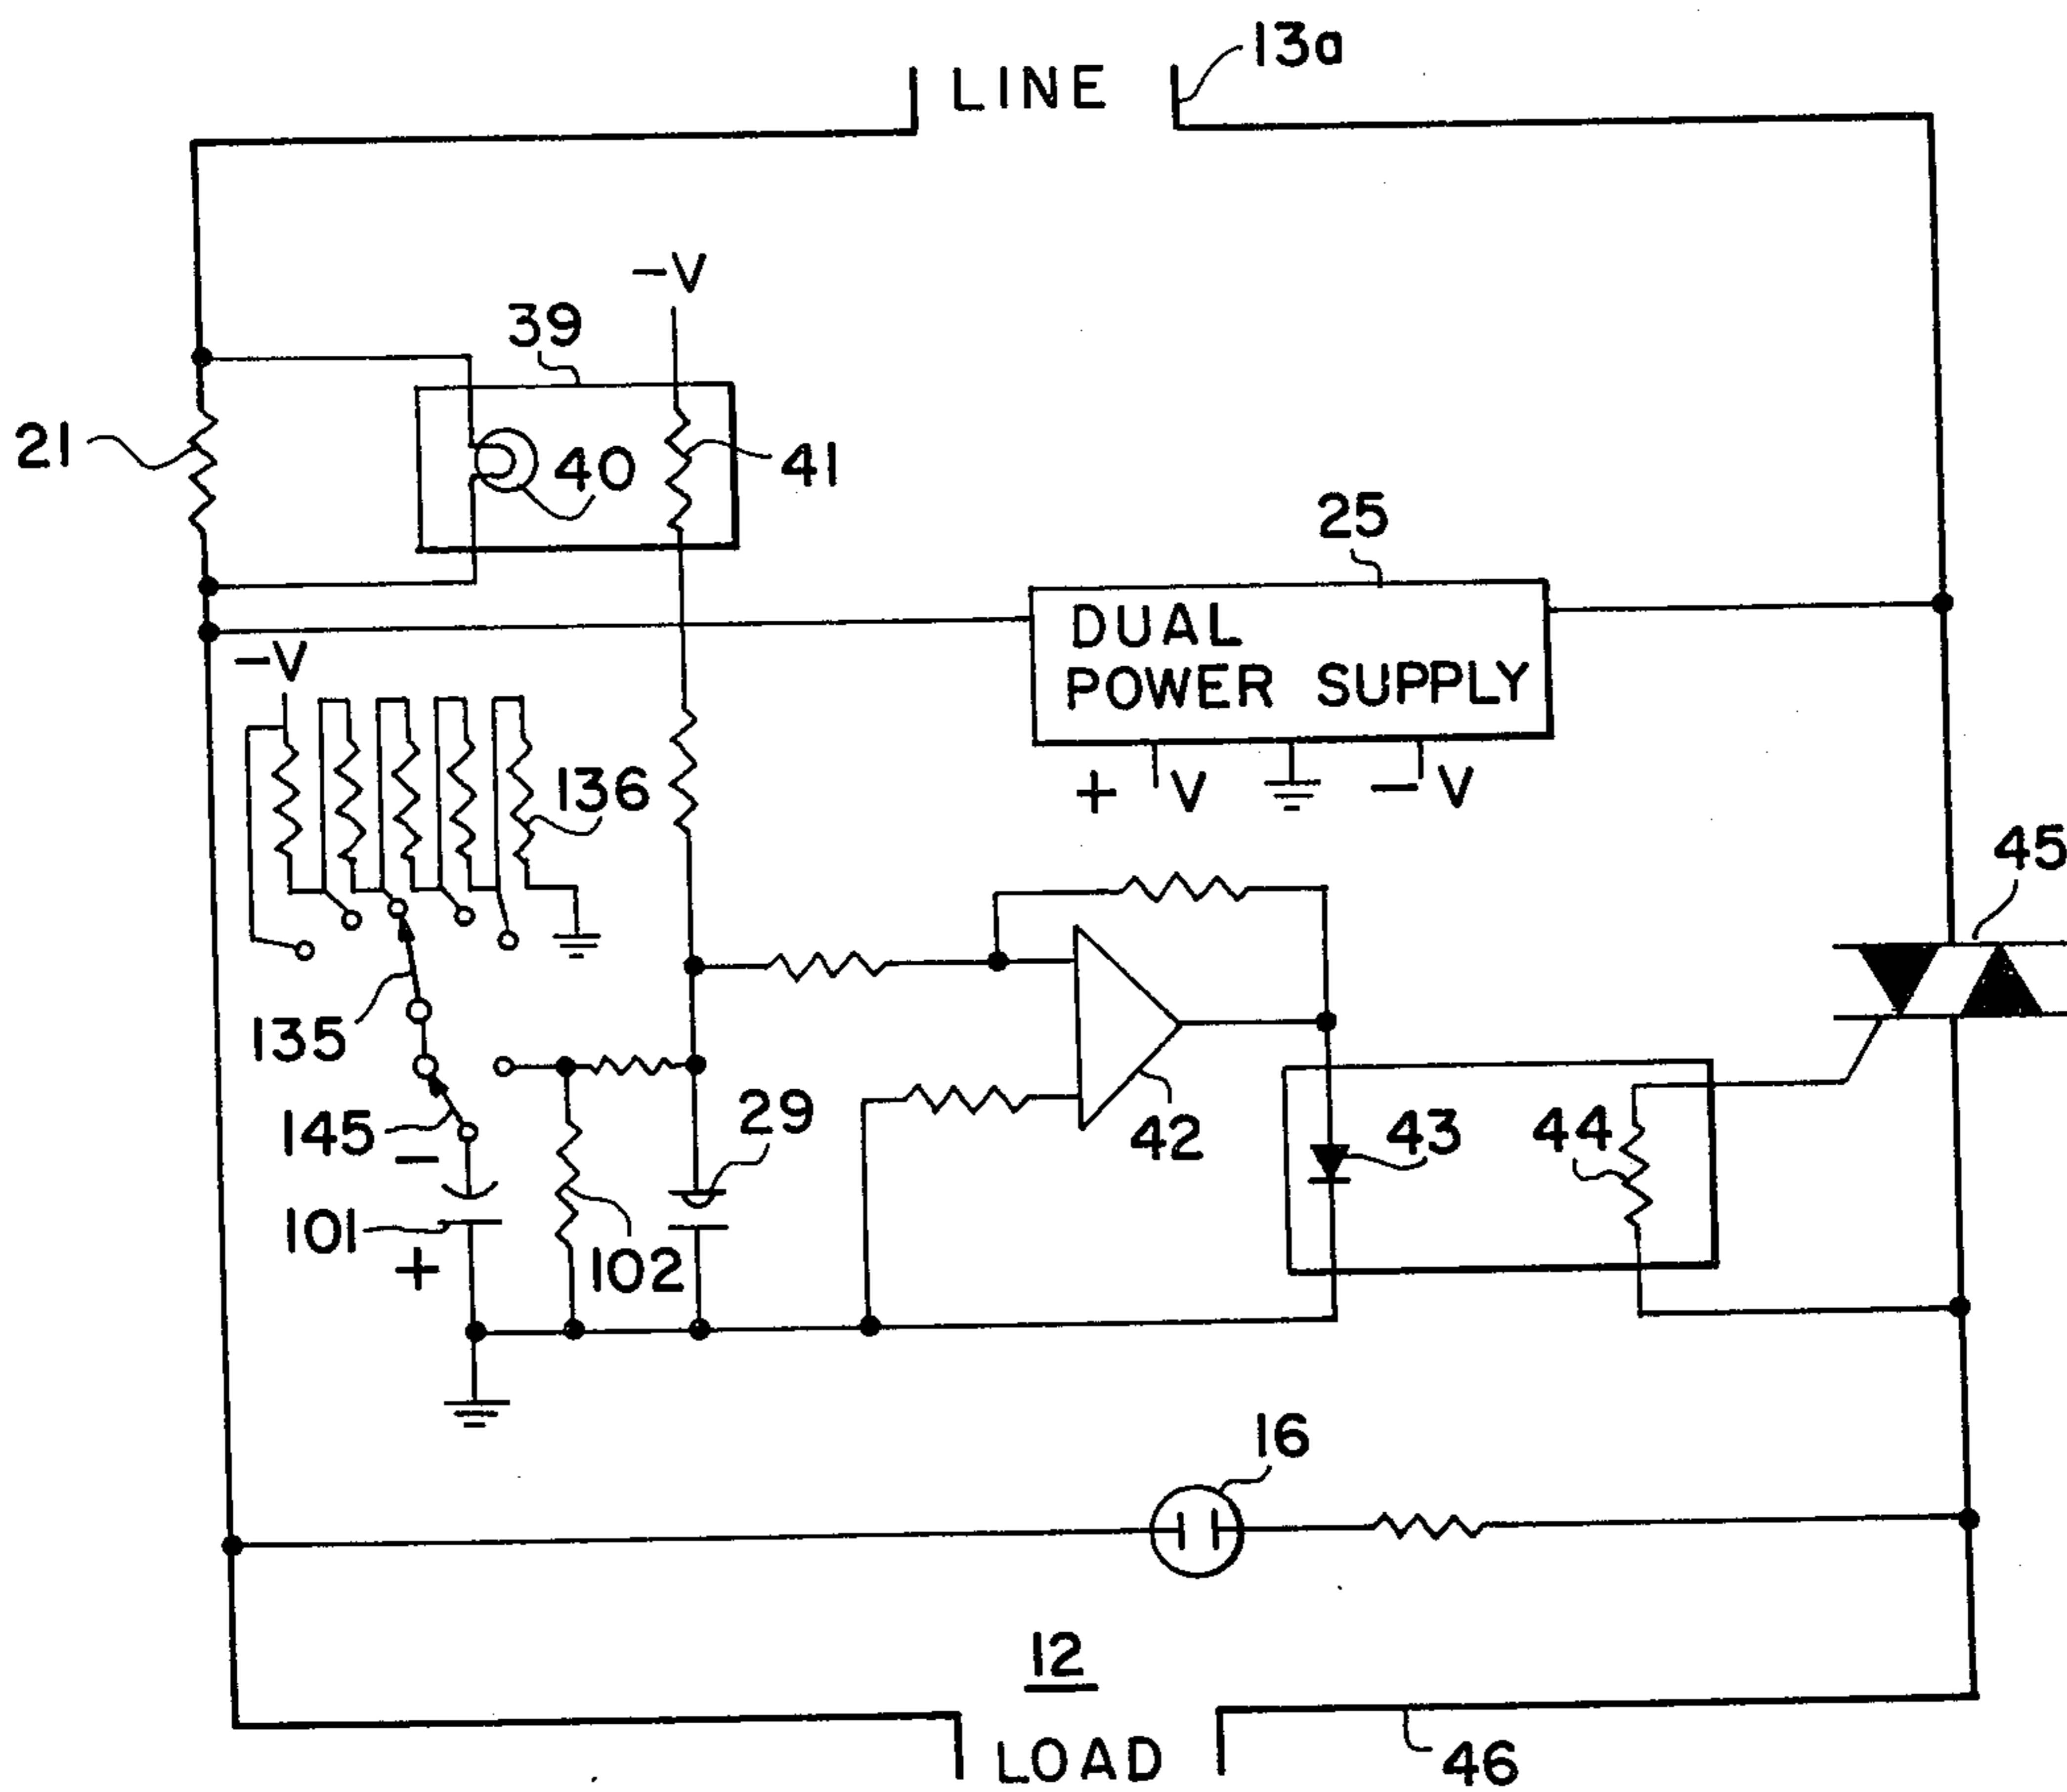 13a
LINE
-V
39
21
40
41
25
DUAL
POWER SUPPLY
-V
136
+ V
- V
45
135
145
-
29
42
43
44
101
+
102
16
12
LOAD
46